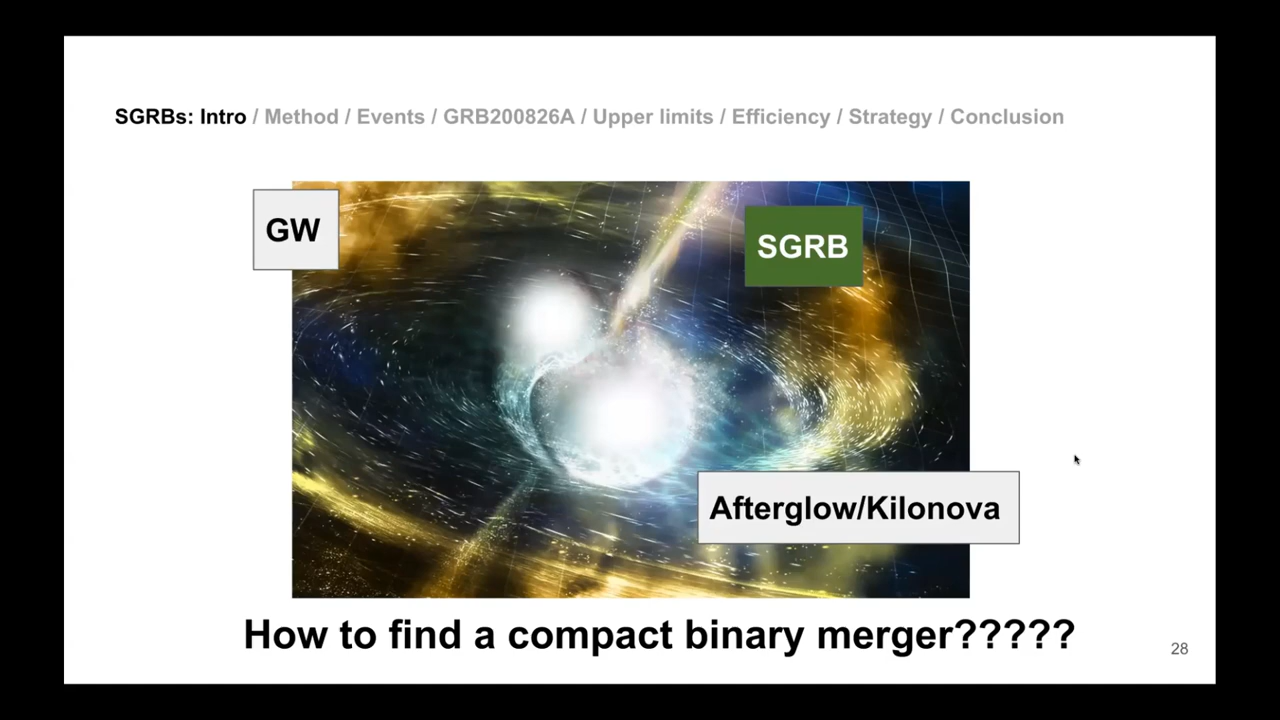 SGRBs: Intro / Method / Events / GRB200826A / Upper limits / Efficiency / Strategy / Conclusion
GW
SGRB
Afterglow/Kilonova
How to find a compact binary merger?????
28